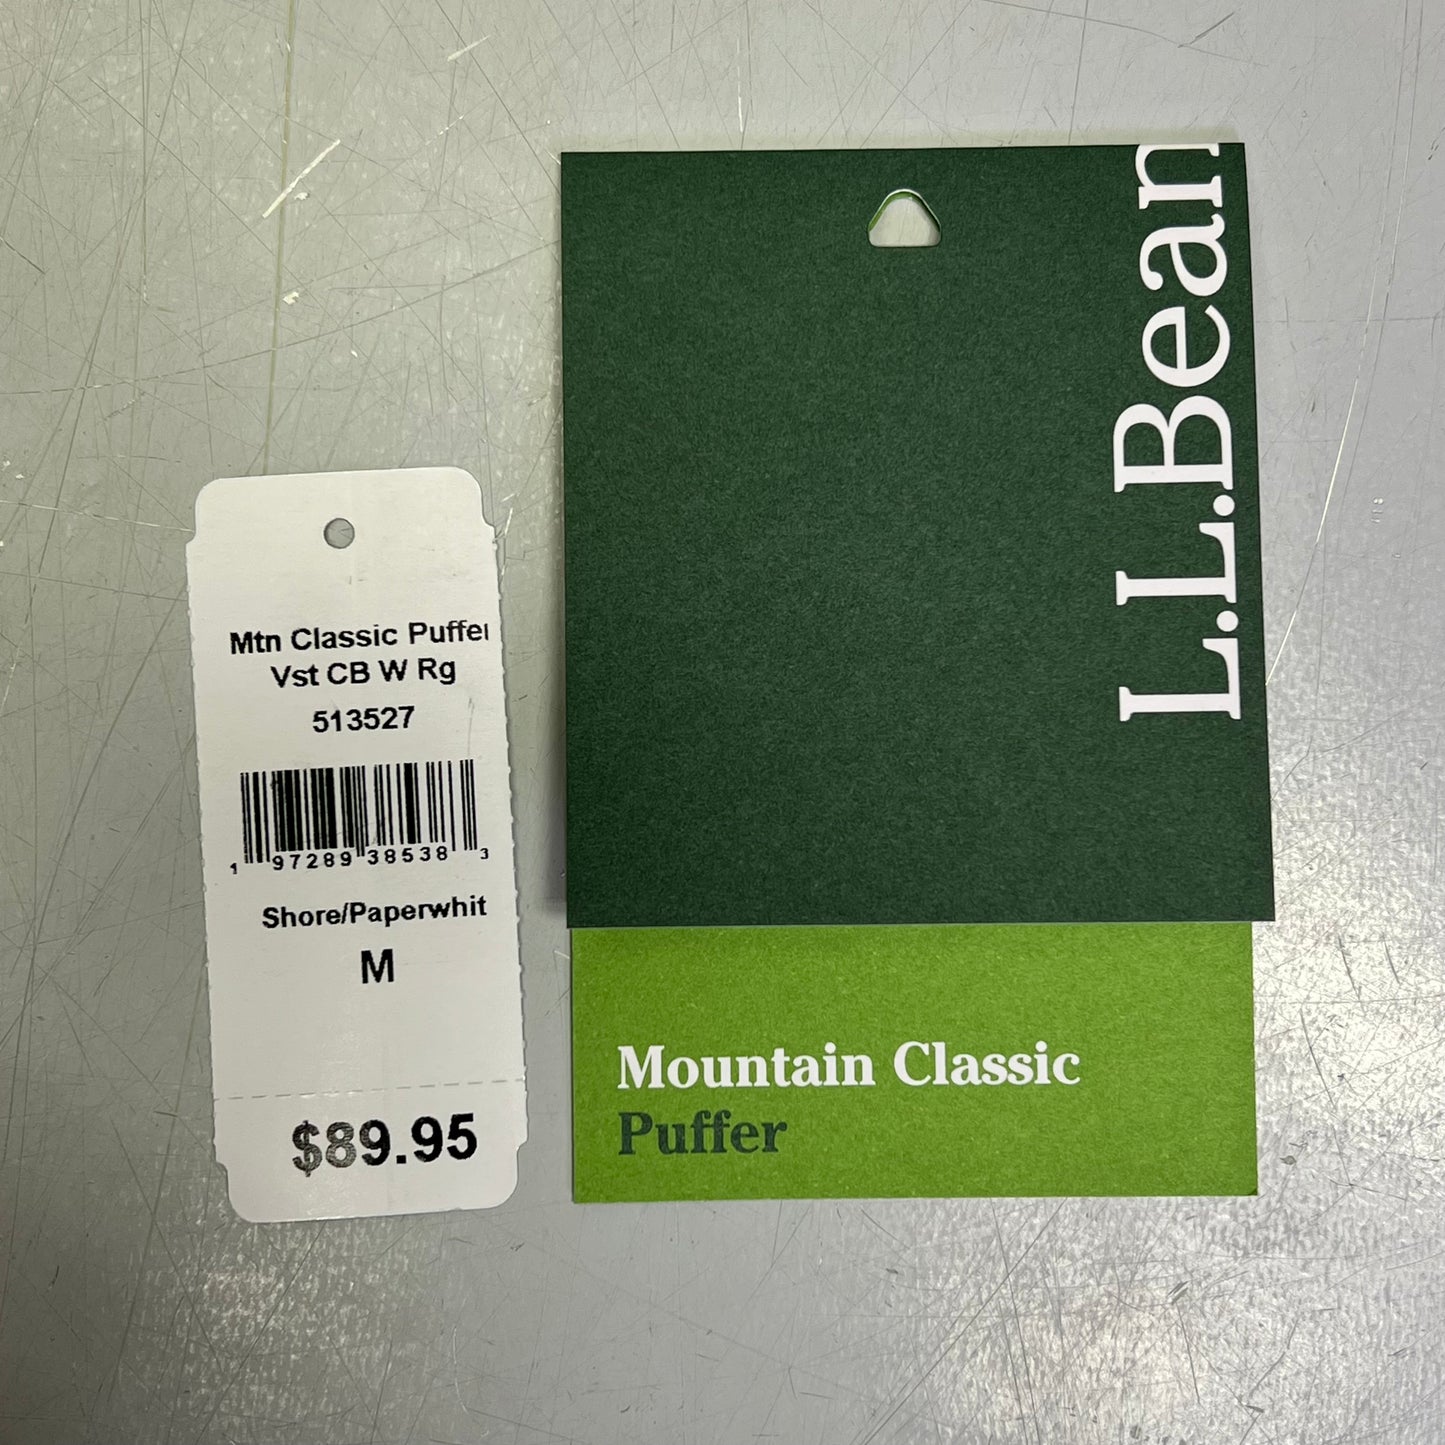 Mtn Classic Puffer
Vst CB W Rg
513527
1 97289 38538 3
Shore/Paperwhit
M
$89.95
L.L.Bean
Mountain Classic
Puffer